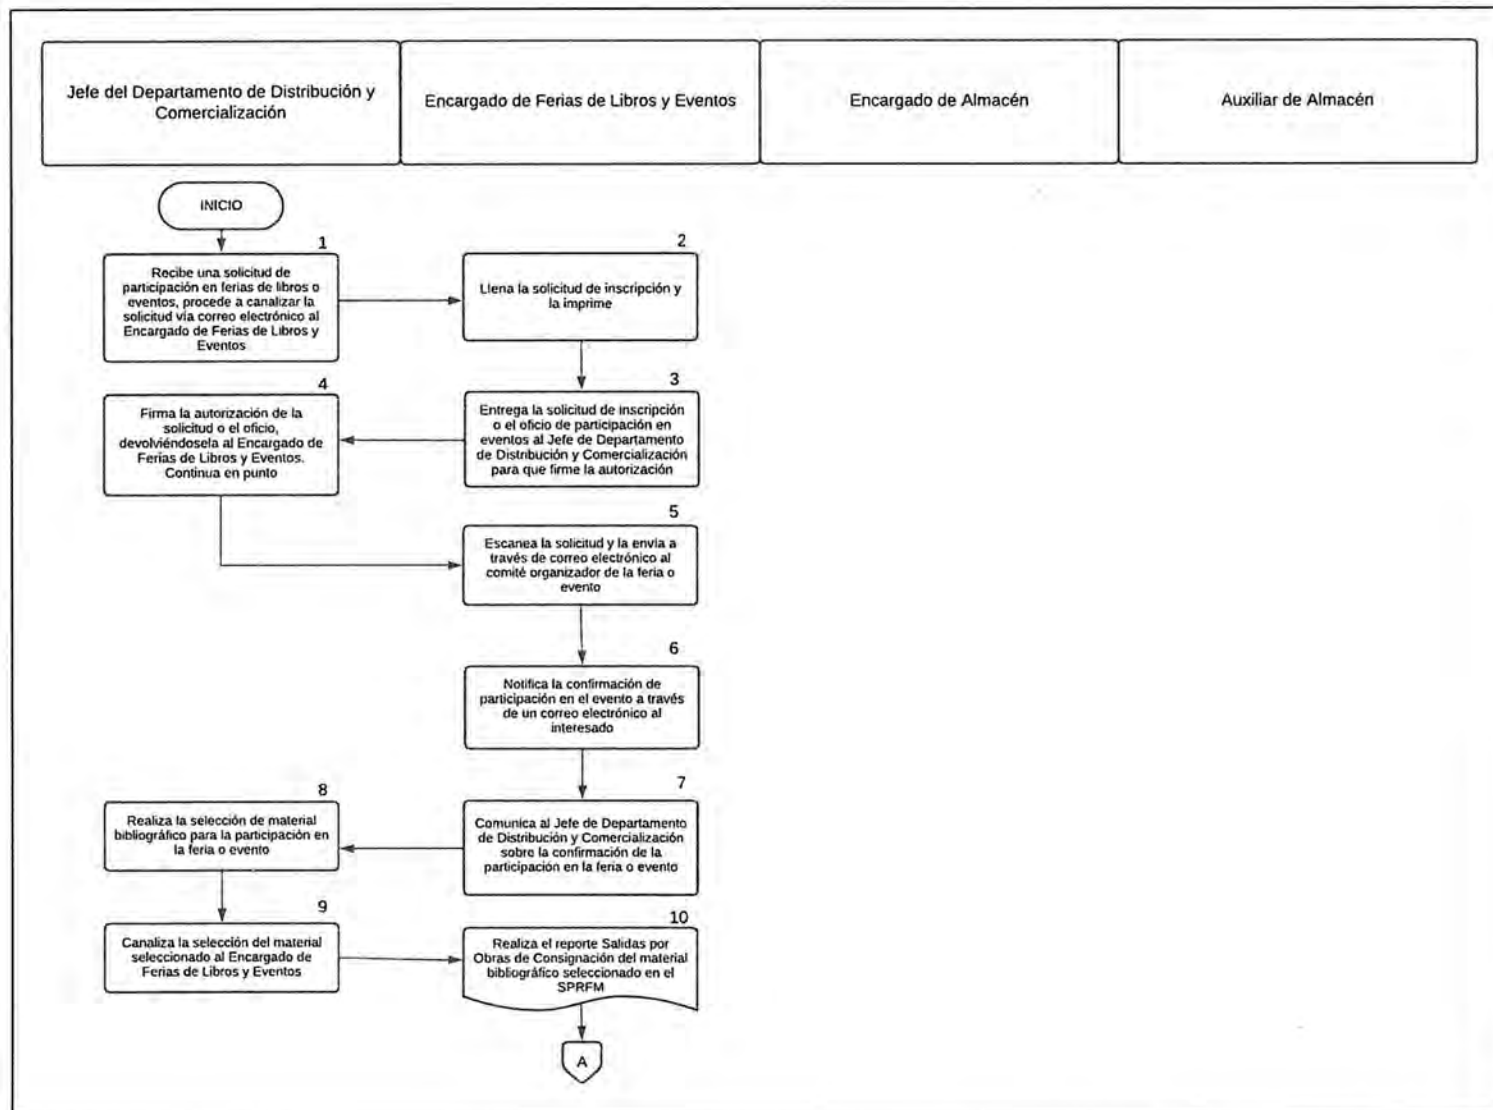 Jefe del Departamento de Distribución y
Comercialización
Encargado de Ferias de Libros y Eventos
Encargado de Almacén
Auxiliar de Almacén
INICIO
1
Recibe una solicitud de
participación en ferias de libros o
eventos, procede a canalizar la
solicitud vía correo electrónico al
Encargado de Ferias de Libros y
Eventos
2
Llena la solicitud de inscripción y
la imprime
3
Entrega la solicitud de inscripción
o el oficio de participación en
eventos al Jefe de Departamento
de Distribución y Comercialización
para que firme la autorización
4
Firma la autorización de la
solicitud o el oficio,
devolviéndosela al Encargado de
Ferias de Libros y Eventos.
Continua en punto
5
Escanea la solicitud y la envía a
través de correo electrónico al
comité organizador de la feria o
evento
6
Notifica la confirmación de
participación en el evento a través
de un correo electrónico al
interesado
7
Comunica al Jefe de Departamento
de Distribución y Comercialización
sobre la confirmación de la
participación en la feria o evento
8
Realiza la selección de material
bibliográfico para la participación en
la feria o evento
9
Canaliza la selección del material
seleccionado al Encargado de
Ferias de Libros y Eventos
10
Realiza el reporte Salidas por
Obras de Consignación del material
bibliográfico seleccionado en el
SPRFM
A